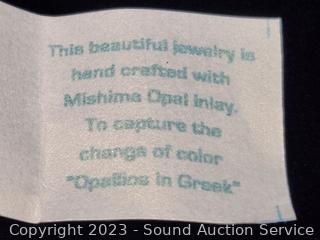 This beautiful jewelry is
hand crafted with
Mishima Opal Inlay.
To capture the
change of color
"Opallios in Greek"
Copyright 2023 - Sound Auction Service